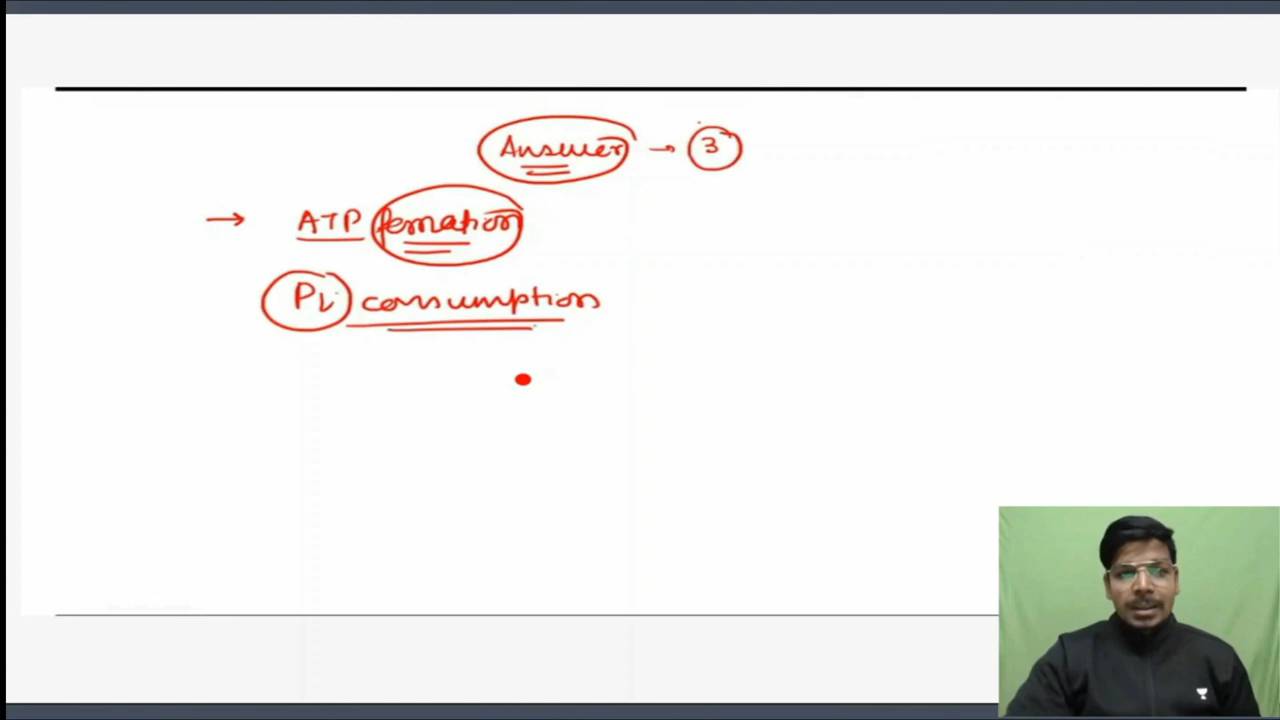 Answer → 3
→ ATP formation
Pi consumption